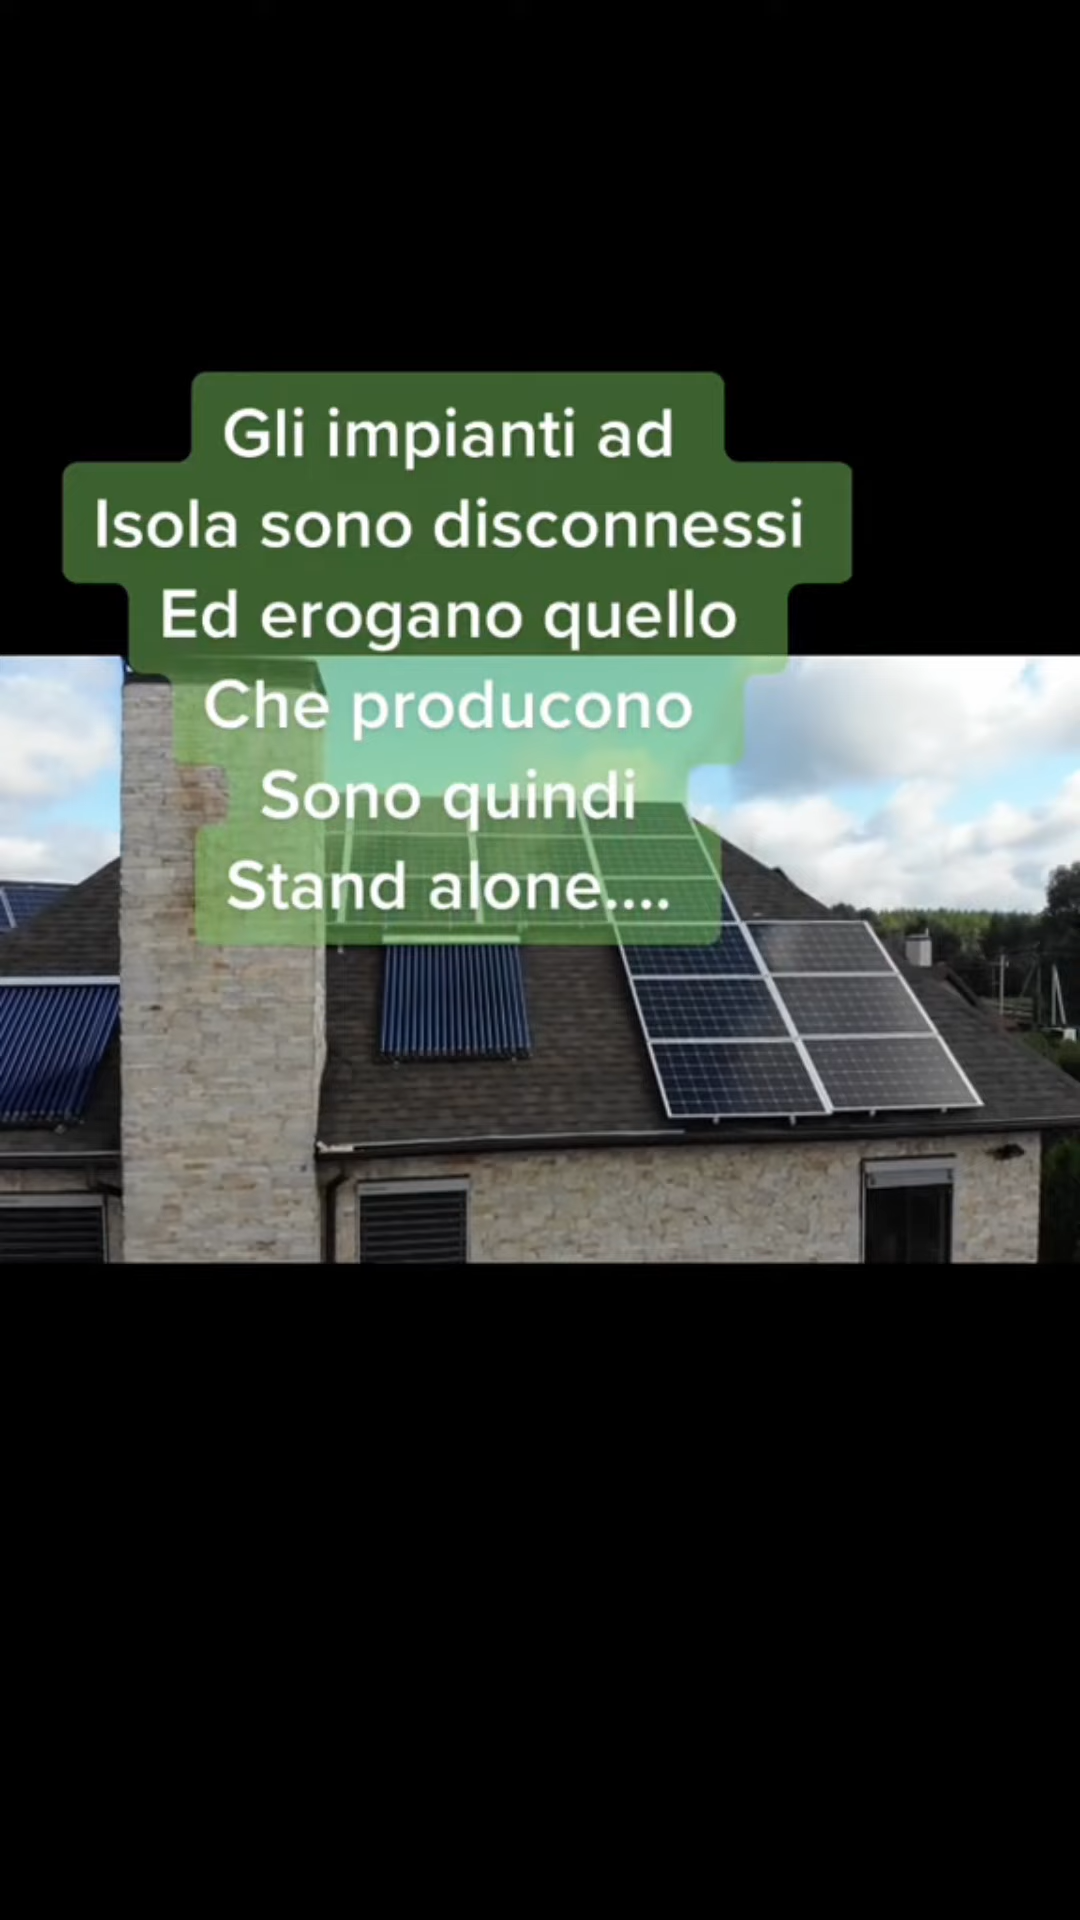 Gli impianti ad
Isola sono disconnessi
Ed erogano quello
Che producono
Sono quindi
Stand alone....